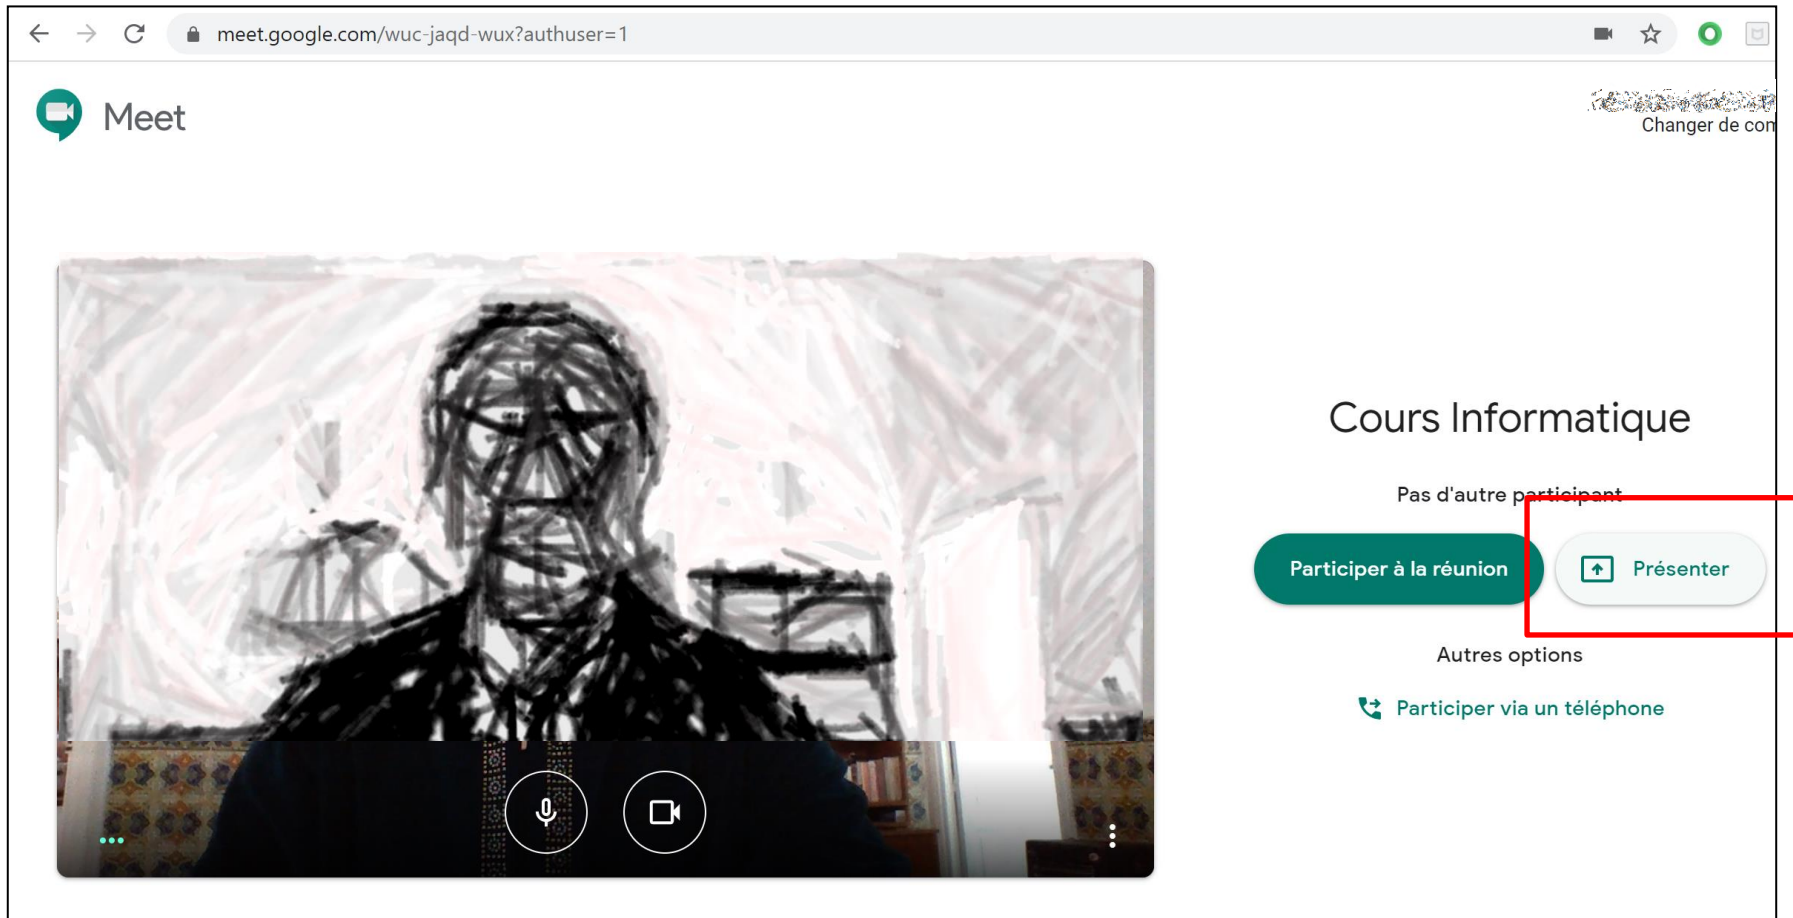 meet.google.com/wuc-jaqd-wux?authuser=1
Meet
Changer de com
Cours Informatique
Pas d'autre participant
Participer à la réunion
Présenter
Autres options
Participer via un téléphone